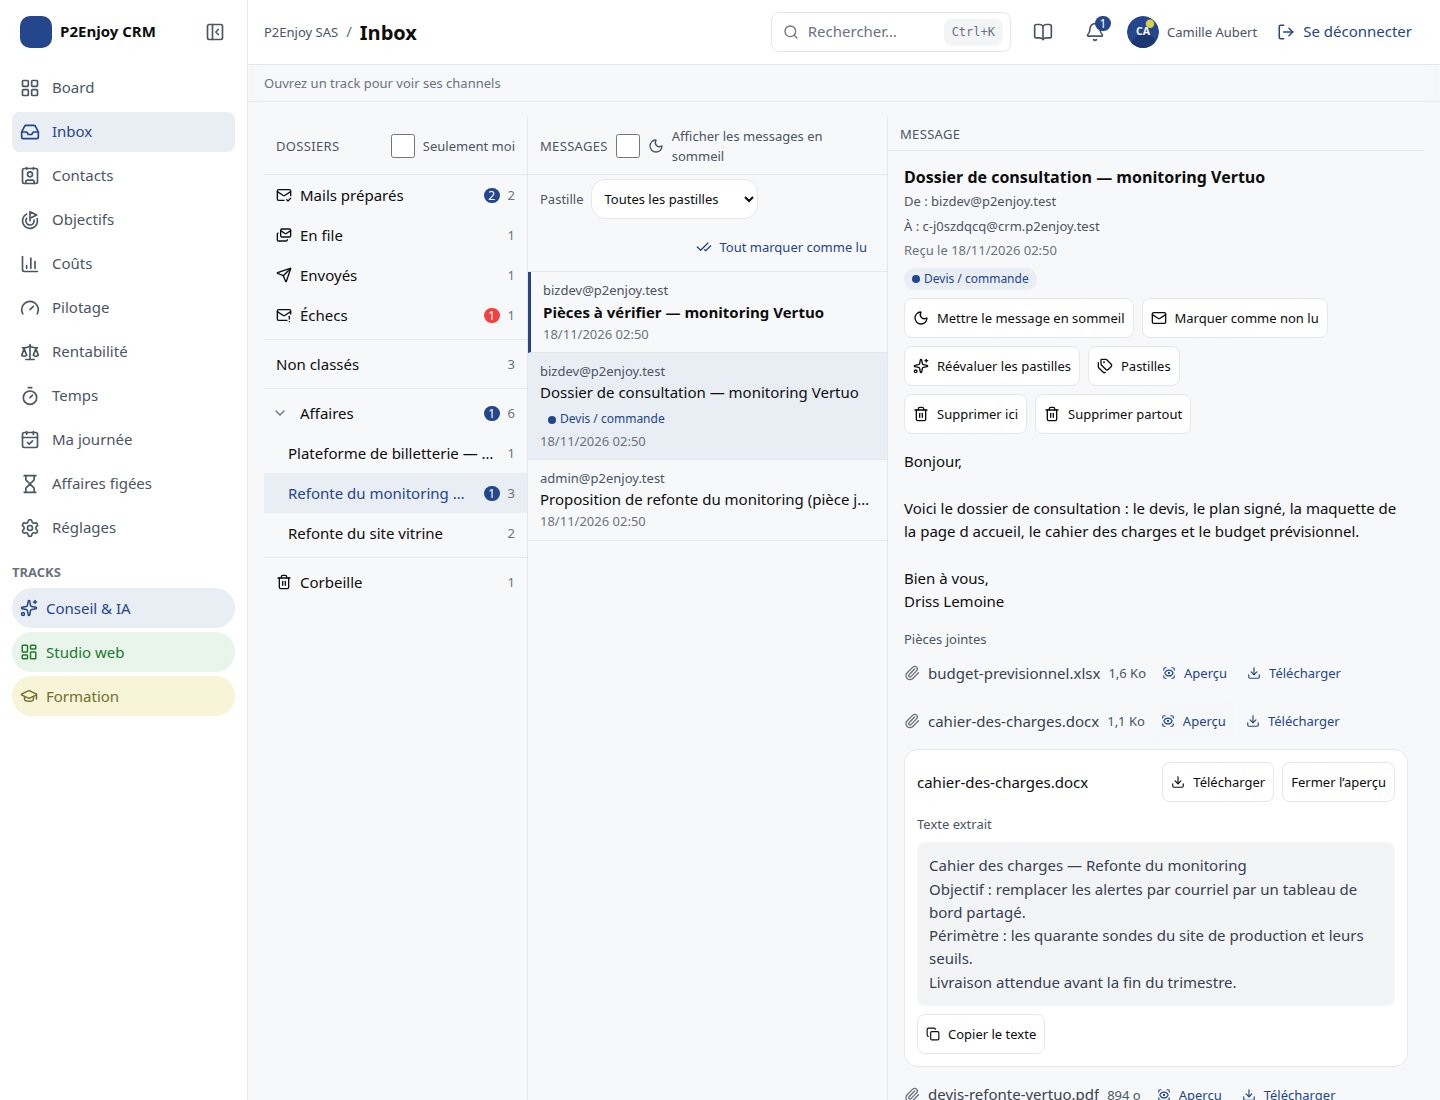 P2Enjoy CRM
Board
Inbox
Contacts
Objectifs
Coûts
Pilotage
Rentabilité
Temps
Ma journée
Affaires figées
Réglages
TRACKS
Conseil & IA
Studio web
Formation
P2Enjoy SAS / Inbox
Rechercher... Ctrl+K
1
CA Camille Aubert
Se déconnecter
Ouvrez un track pour voir ses channels
DOSSIERS Seulement moi
Mails préparés 2 2
En file 1
Envoyés 1
Échecs 1 1
Non classés 3
Affaires 1 6
Plateforme de billetterie — ... 1
Refonte du monitoring ... 1 3
Refonte du site vitrine 2
Corbeille 1
MESSAGES Afficher les messages en
sommeil
Pastille Toutes les pastilles
Tout marquer comme lu
bizdev@p2enjoy.test
Pièces à vérifier — monitoring Vertuo
18/11/2026 02:50
bizdev@p2enjoy.test
Dossier de consultation — monitoring Vertuo
Devis / commande
18/11/2026 02:50
admin@p2enjoy.test
Proposition de refonte du monitoring (pièce j...
18/11/2026 02:50
MESSAGE
Dossier de consultation — monitoring Vertuo
De : bizdev@p2enjoy.test
À : c-j0szdqcq@crm.p2enjoy.test
Reçu le 18/11/2026 02:50
Devis / commande
Mettre le message en sommeil Marquer comme non lu
Réévaluer les pastilles Pastilles
Supprimer ici Supprimer partout
Bonjour,
Voici le dossier de consultation : le devis, le plan signé, la maquette de
la page d accueil, le cahier des charges et le budget prévisionnel.
Bien à vous,
Driss Lemoine
Pièces jointes
budget-previsionnel.xlsx 1,6 Ko Aperçu Télécharger
cahier-des-charges.docx 1,1 Ko Aperçu Télécharger
cahier-des-charges.docx Télécharger Fermer l’aperçu
Texte extrait
Cahier des charges — Refonte du monitoring
Objectif : remplacer les alertes par courriel par un tableau de
bord partagé.
Périmètre : les quarante sondes du site de production et leurs
seuils.
Livraison attendue avant la fin du trimestre.
Copier le texte
devis-refonte-vertuo.pdf 894 o Aperçu Télécharger